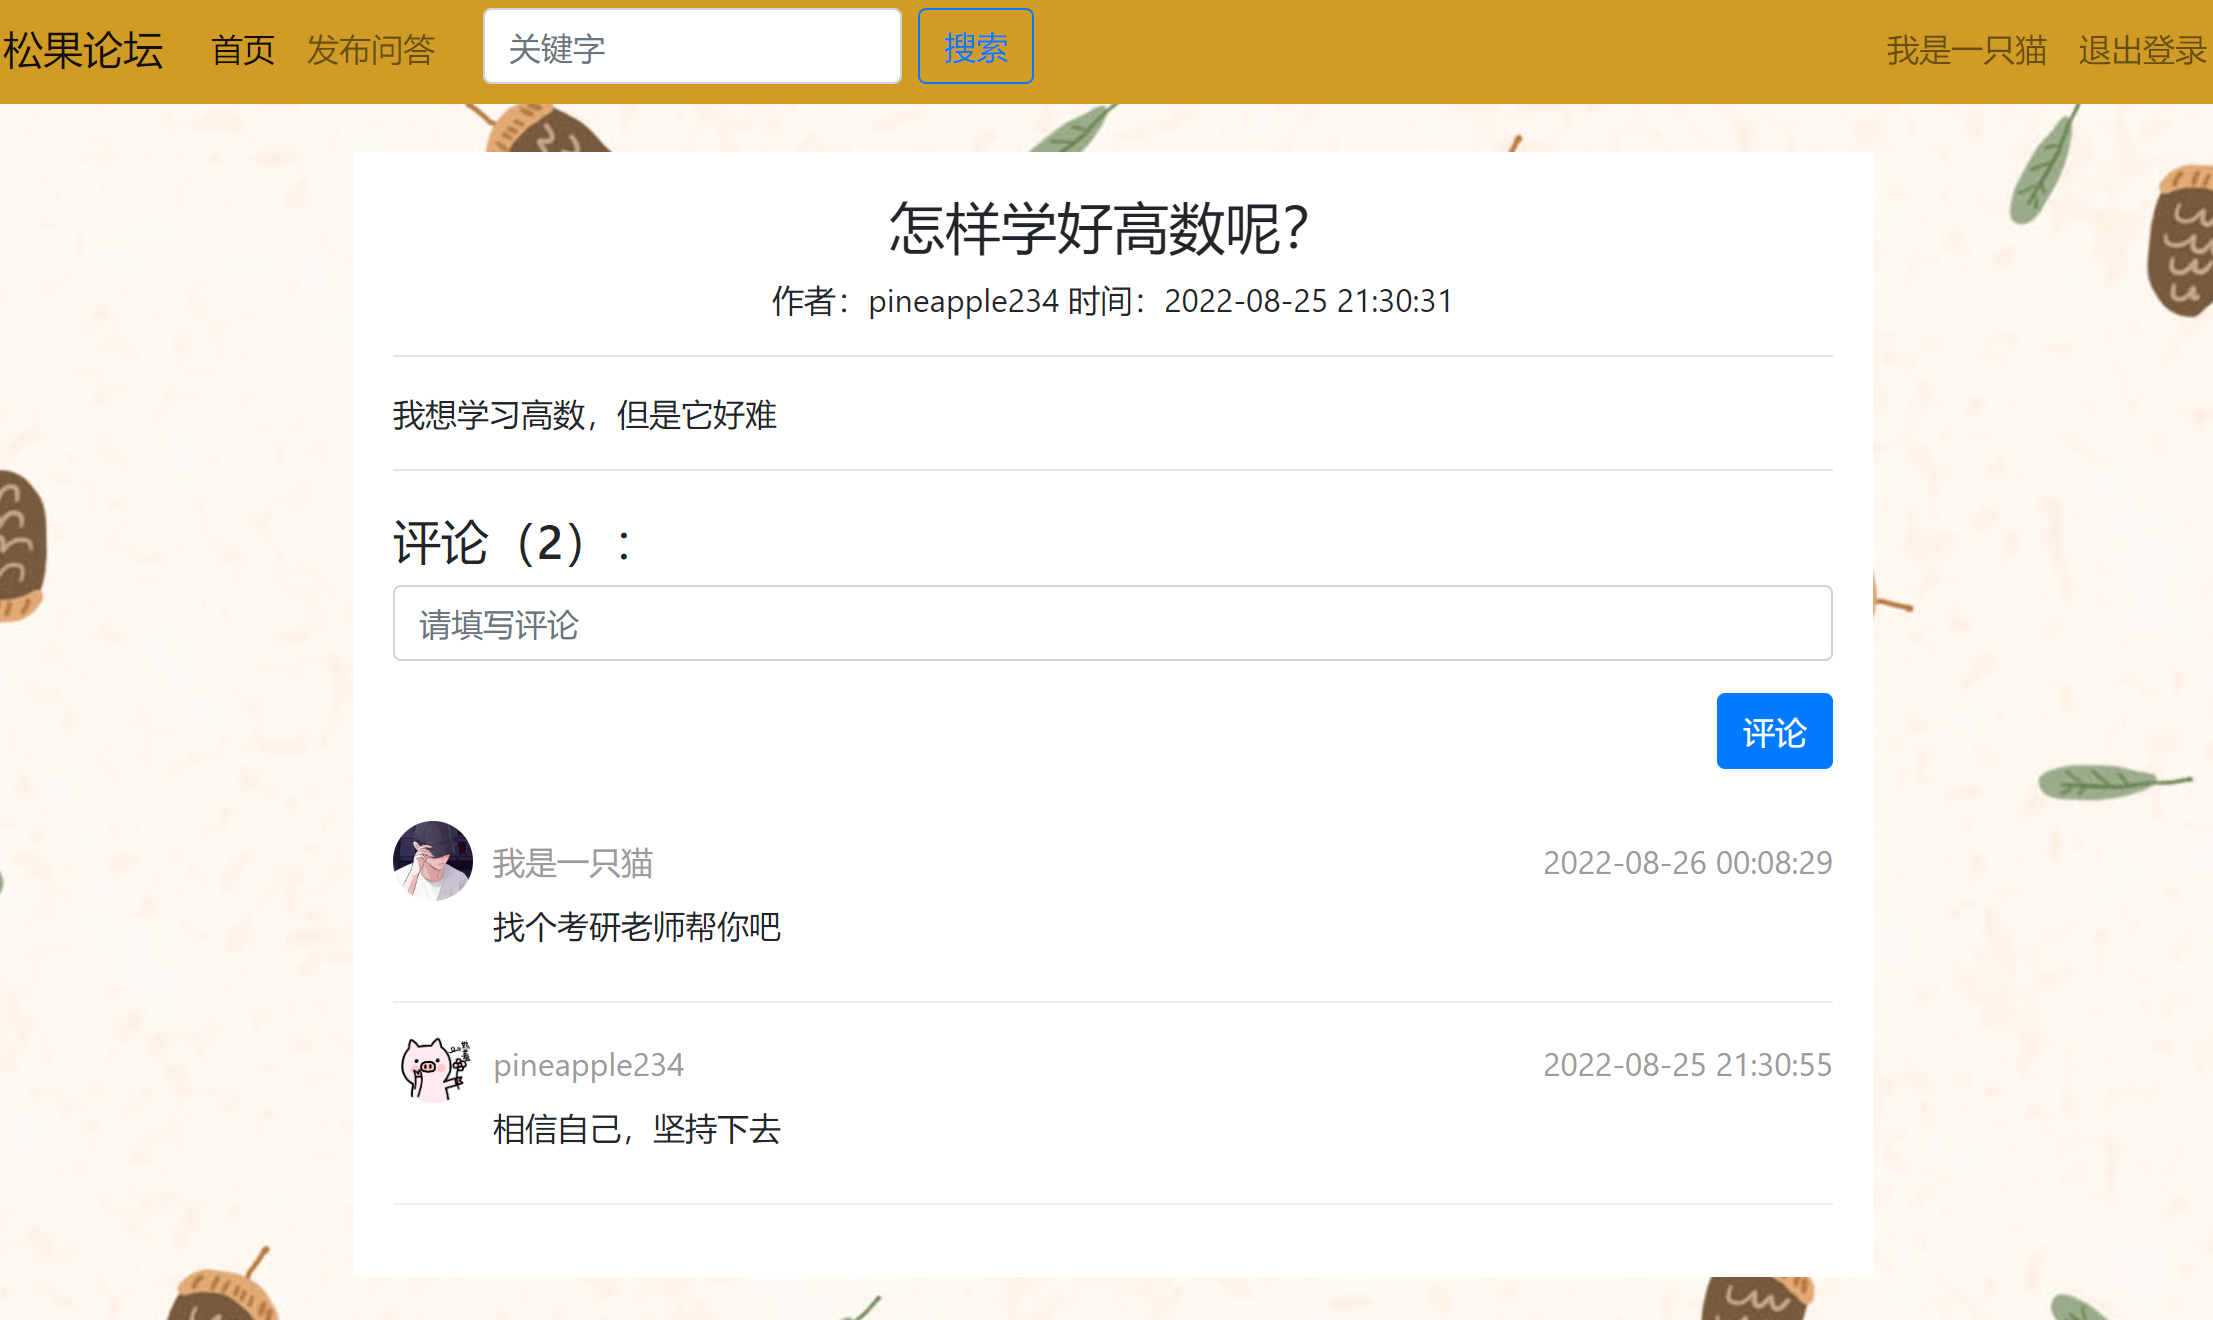 松果论坛 首页 发布问答 关键字 搜索 我是一只猫 退出登录
怎样学好高数呢？
作者：pineapple234 时间：2022-08-25 21:30:31
我想学习高数，但是它好难
评论（2）：
请填写评论
评论
我是一只猫 2022-08-26 00:08:29
找个考研老师帮你吧
pineapple234 2022-08-25 21:30:55
相信自己，坚持下去